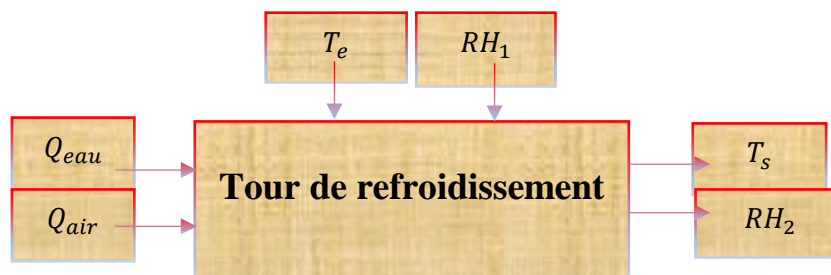 T_e
RH_1
Q_eau
Q_air
Tour de refroidissement
T_s
RH_2